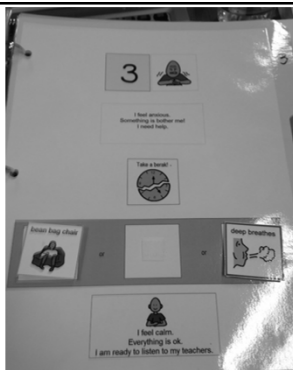 3
I feel anxious.
Something is bother me!
I need help.
Take a break! -
bean bag chair
or
or
deep breathes
I feel calm.
Everything is ok.
I am ready to listen to my teachers.